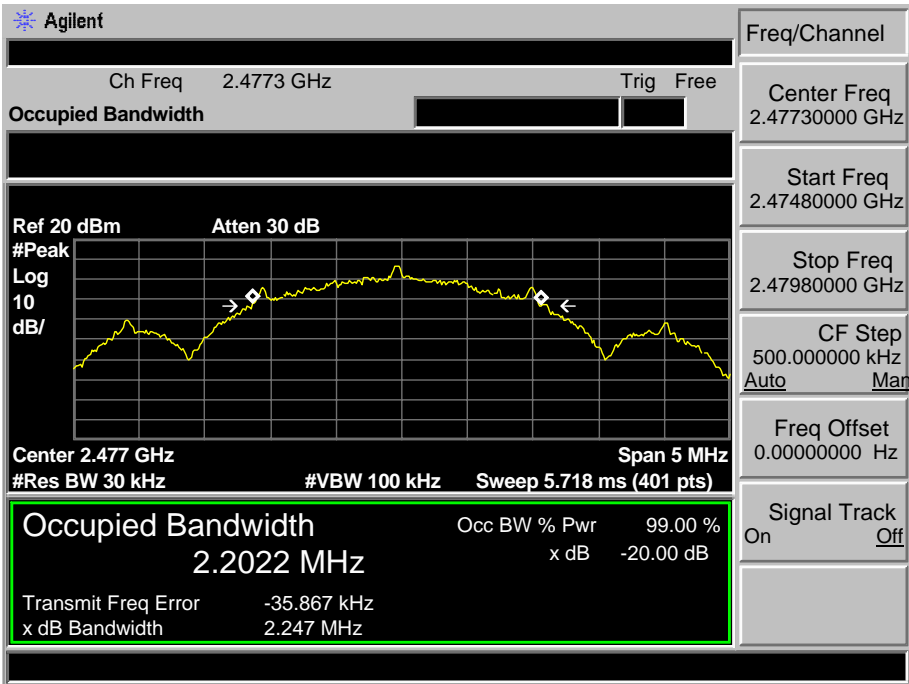 Agilent
Freq/Channel
Ch Freq 2.4773 GHz Trig Free
Occupied Bandwidth
Center Freq
2.47730000 GHz
Start Freq
2.47480000 GHz
Stop Freq
2.47980000 GHz
CF Step
500.000000 kHz
Auto Man
Freq Offset
0.00000000 Hz
Signal Track
On Off
Ref 20 dBm Atten 30 dB
#Peak
Log
10
dB/
Center 2.477 GHz Span 5 MHz
#Res BW 30 kHz #VBW 100 kHz Sweep 5.718 ms (401 pts)
Occupied Bandwidth Occ BW % Pwr 99.00 %
2.2022 MHz x dB -20.00 dB
Transmit Freq Error -35.867 kHz
x dB Bandwidth 2.247 MHz